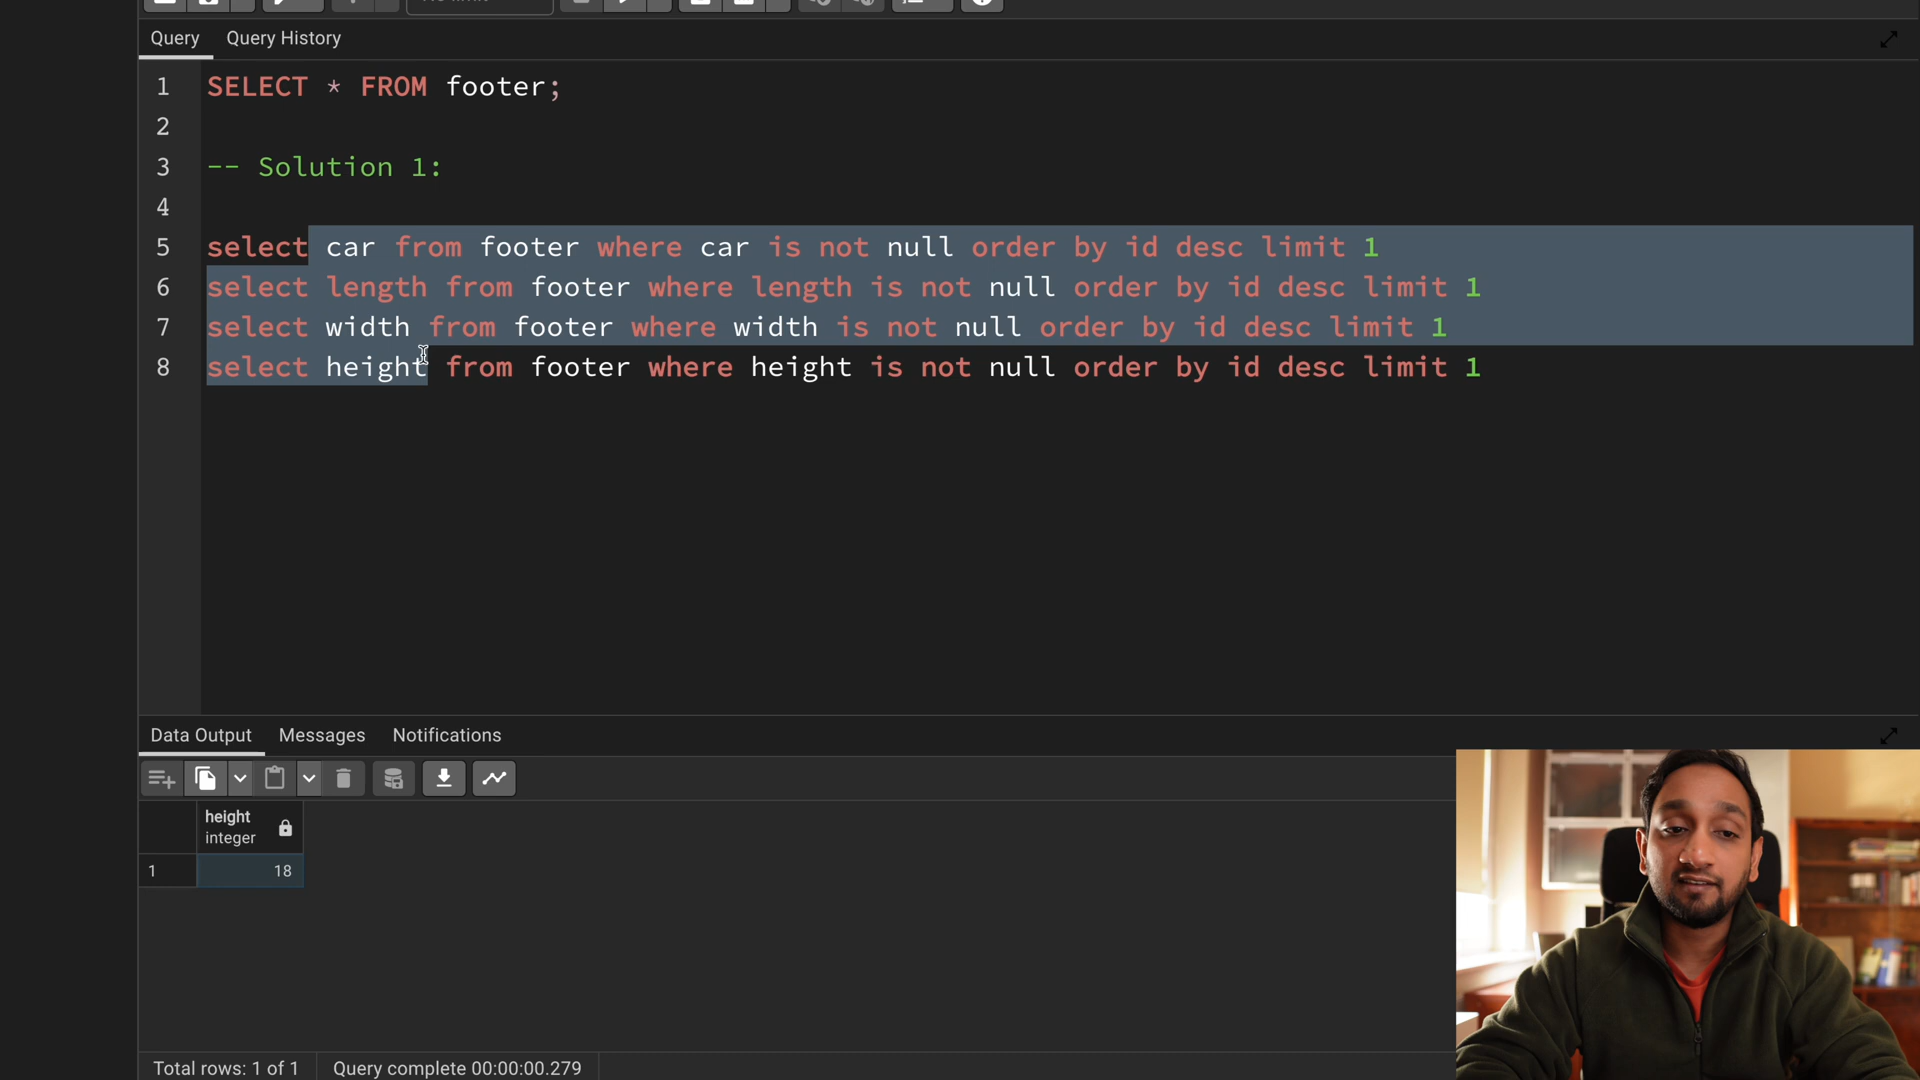 Query Query History
1 SELECT * FROM footer;
2
3 -- Solution 1:
4
5 select car from footer where car is not null order by id desc limit 1
6 select length from footer where length is not null order by id desc limit 1
7 select width from footer where width is not null order by id desc limit 1
8 select height from footer where height is not null order by id desc limit 1
Data Output Messages Notifications
height
integer
1 18
Total rows: 1 of 1 Query complete 00:00:00.279